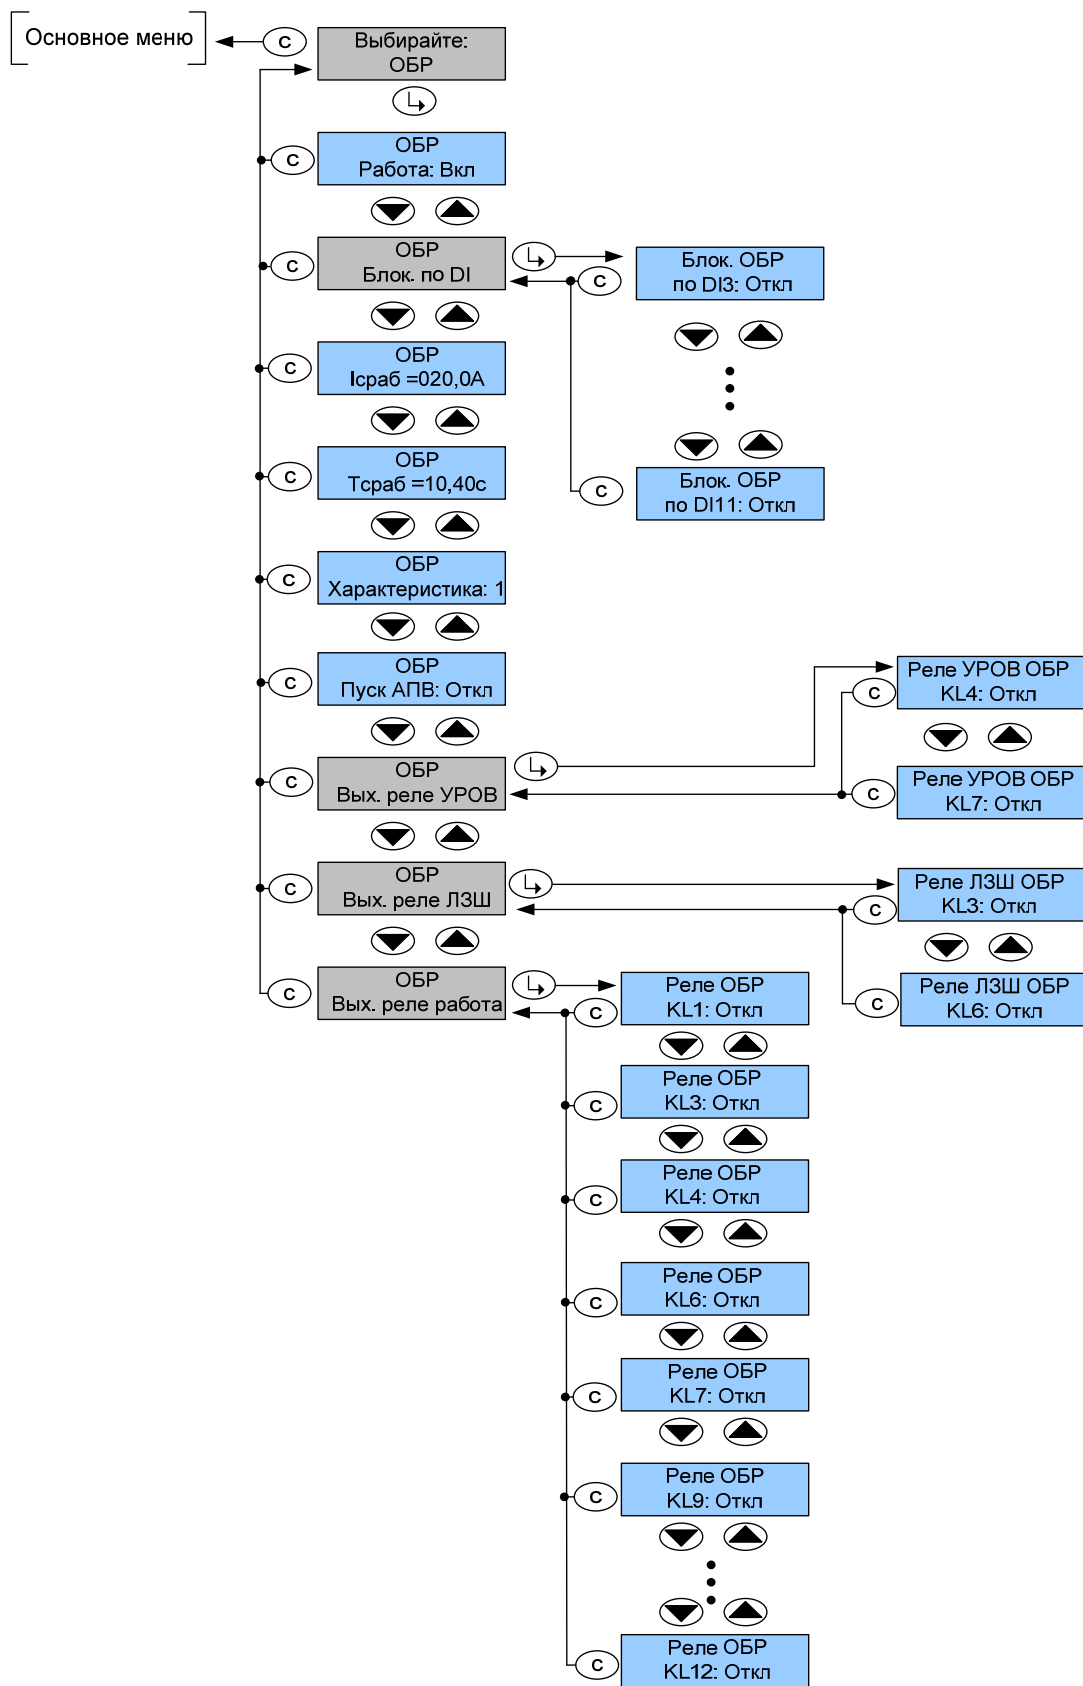 Основное меню
C
Выбирайте:
ОБР
C
ОБР
Работа: Вкл
C
ОБР
Блок. по DI
C
Блок. ОБР
по DI3: Откл
C
Блок. ОБР
по DI11: Откл
C
ОБР
Iсраб =020,0А
C
ОБР
Тсраб =10,40с
C
ОБР
Характеристика: 1
C
ОБР
Пуск АПВ: Откл
C
ОБР
Вых. реле УРОВ
C
Реле УРОВ ОБР
KL4: Откл
C
Реле УРОВ ОБР
KL7: Откл
C
ОБР
Вых. реле ЛЗШ
C
Реле ЛЗШ ОБР
KL3: Откл
C
Реле ЛЗШ ОБР
KL6: Откл
C
ОБР
Вых. реле работа
C
Реле ОБР
KL1: Откл
C
Реле ОБР
KL3: Откл
C
Реле ОБР
KL4: Откл
C
Реле ОБР
KL6: Откл
C
Реле ОБР
KL7: Откл
C
Реле ОБР
KL9: Откл
C
Реле ОБР
KL12: Откл